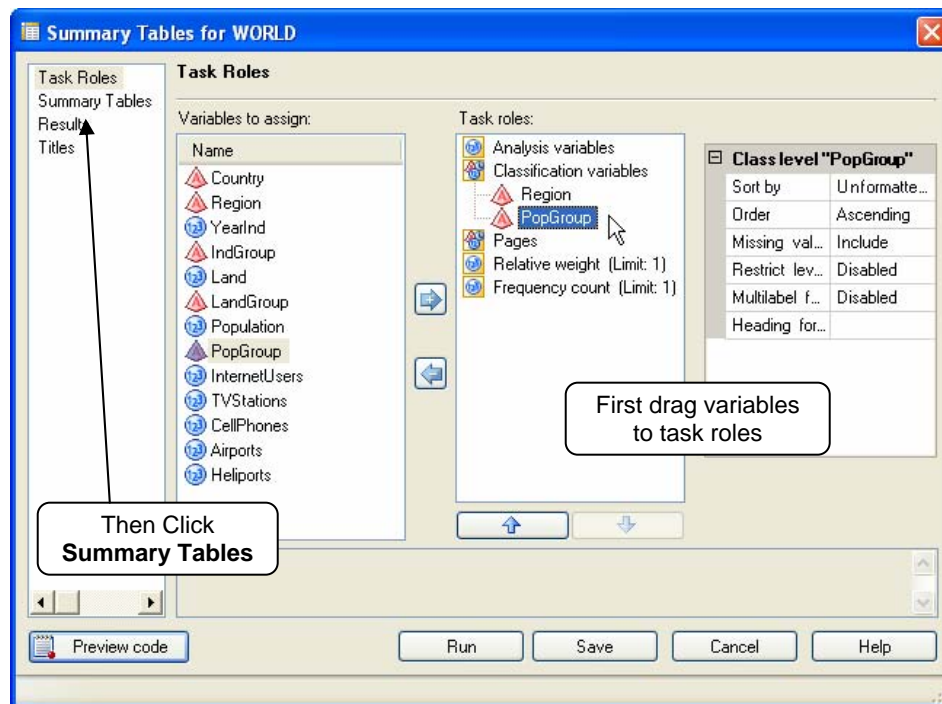 Summary Tables for WORLD
Task Roles
Summary Tables
Results
Titles
Task Roles
Variables to assign:
Name
Country
Region
YearInd
IndGroup
Land
LandGroup
Population
PopGroup
InternetUsers
TVStations
CellPhones
Airports
Heliports
Task roles:
Analysis variables
Classification variables
Region
PopGroup
Pages
Relative weight (Limit: 1)
Frequency count (Limit: 1)
Class level "PopGroup"
Sort by Unformatte...
Order Ascending
Missing val... Include
Restrict lev... Disabled
Multilabel f... Disabled
Heading for...
First drag variables
to task roles
Then Click
Summary Tables
Preview code
Run
Save
Cancel
Help